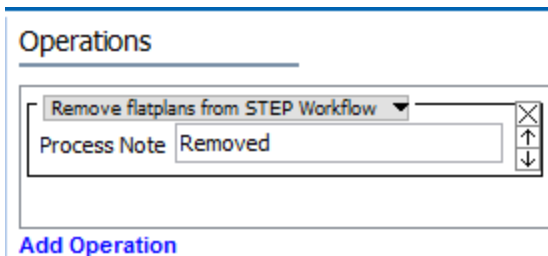 Operations
Remove flatplans from STEP Workflow
Process Note Removed
Add Operation